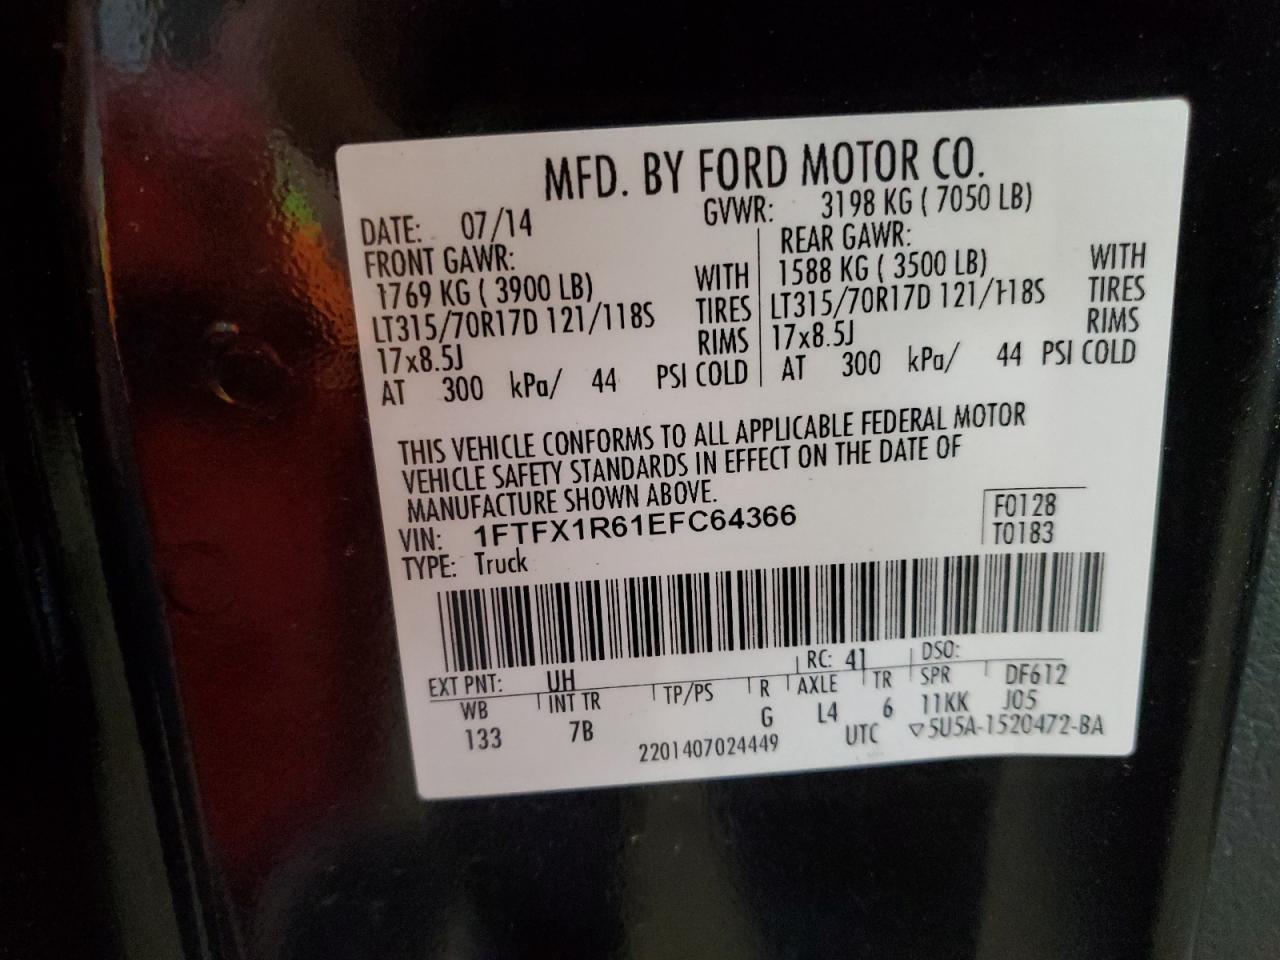 MFD. BY FORD MOTOR CO.
DATE: 07/14 GVWR: 3198 KG ( 7050 LB)
FRONT GAWR: REAR GAWR:
1769 KG ( 3900 LB) WITH 1588 KG ( 3500 LB) WITH
LT315/70R17D 121/118S TIRES LT315/70R17D 121/118S TIRES
17x8.5J RIMS 17x8.5J RIMS
AT 300 kPa/ 44 PSI COLD AT 300 kPa/ 44 PSI COLD
THIS VEHICLE CONFORMS TO ALL APPLICABLE FEDERAL MOTOR
VEHICLE SAFETY STANDARDS IN EFFECT ON THE DATE OF
MANUFACTURE SHOWN ABOVE.
VIN: 1FTFX1R61EFC64366 F0128
TYPE: Truck T0183
EXT PNT: UH RC: 41 DSO:
WB INT TR TP/PS R AXLE TR SPR DF612
133 7B G L4 6 11KK J05
2201407024449 UTC ▽5U5A-1520472-BA